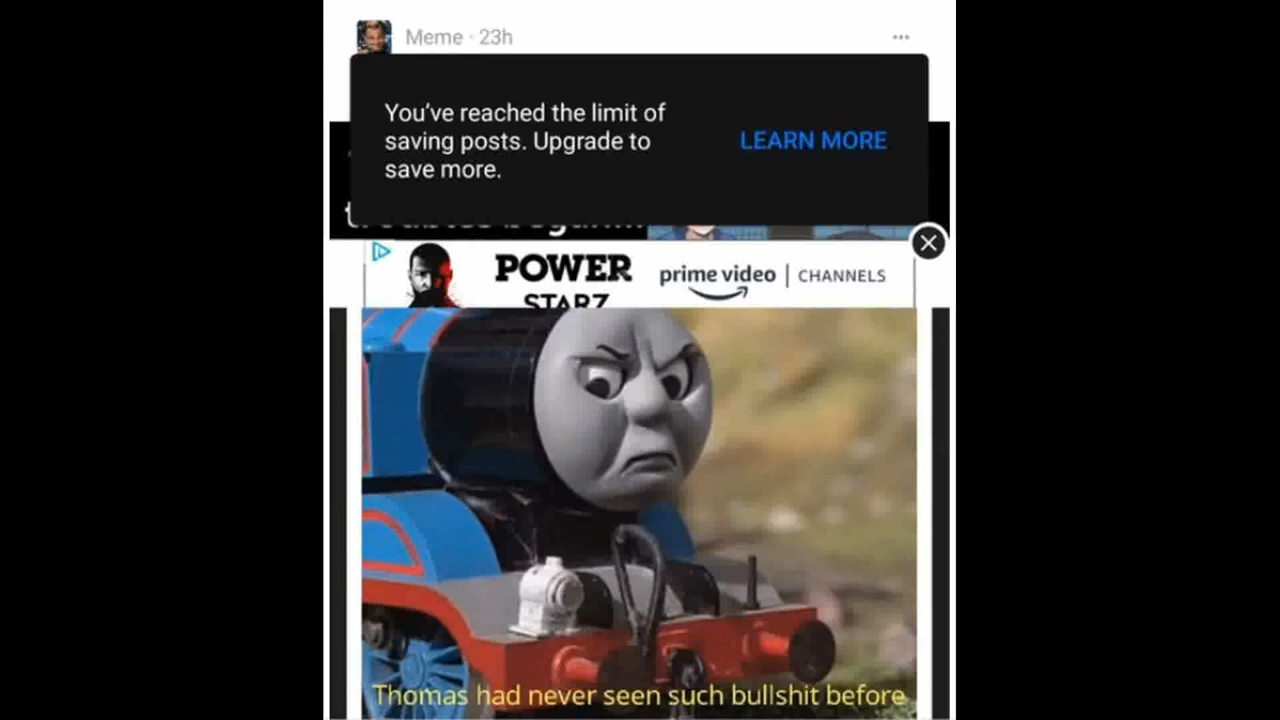 Meme · 23h
You've reached the limit of
saving posts. Upgrade to
save more.
LEARN MORE
POWER
STARZ
prime video | CHANNELS
Thomas had never seen such bullshit before